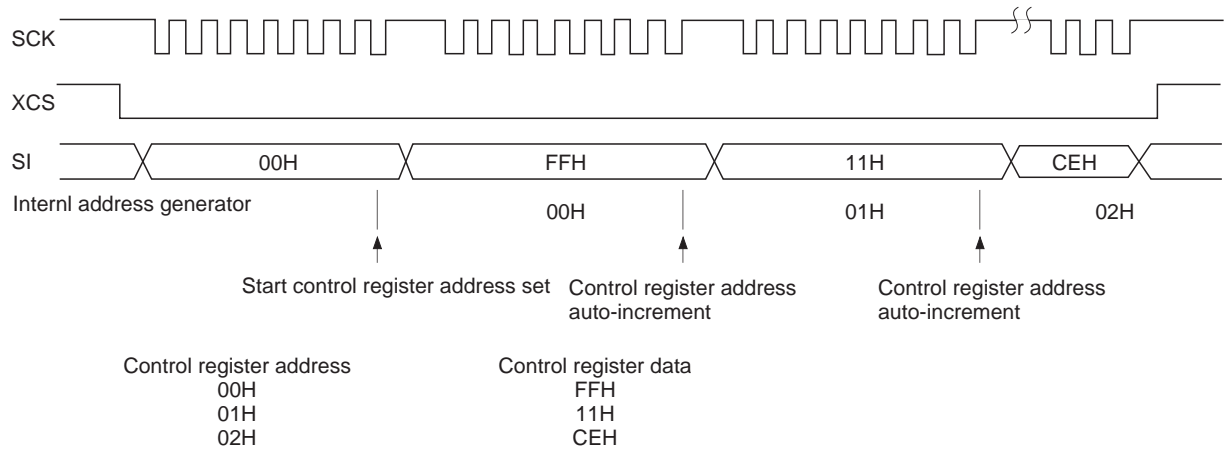 SCK
XCS
SI
00H FFH 11H CEH
Internl address generator
00H 01H 02H
Start control register address set
Control register address
auto-increment
Control register address
auto-increment
Control register address Control register data
00H FFH
01H 11H
02H CEH